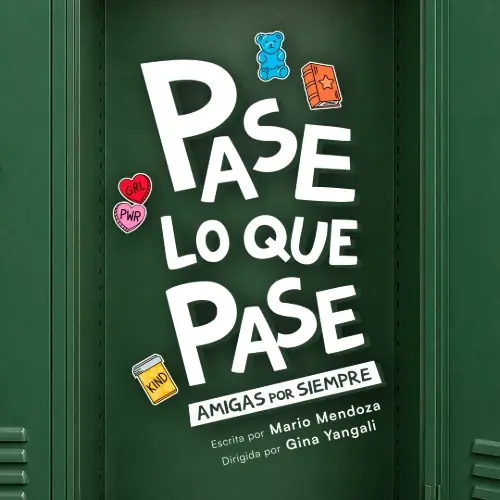 PASE
LO QUE
PASE
AMIGAS POR SIEMPRE
Escrita por Mario Mendoza
Dirigida por Gina Yangali
GRL
PWR
KIND